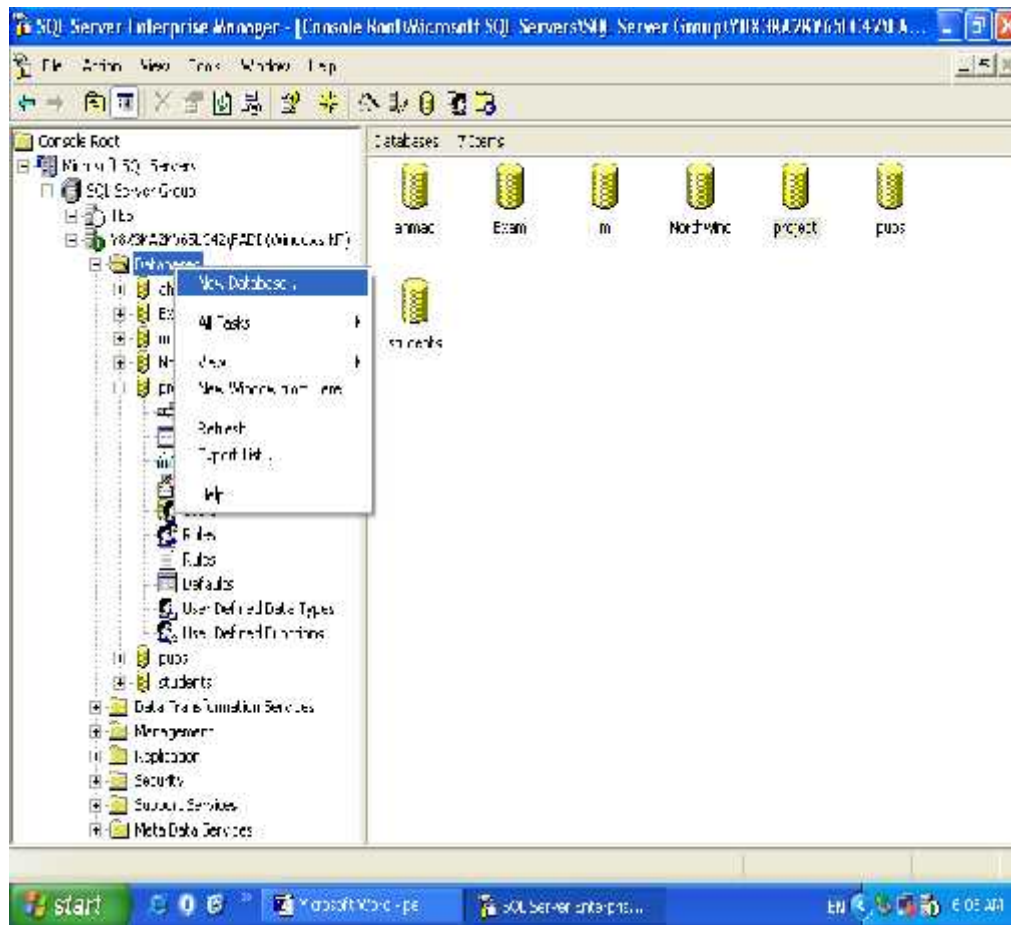 SQL Server Enterprise Manager - [Console Root\Microsoft SQL Servers\SQL Server Group\
File Action View Tools Window Help
Console Root
Microsoft SQL Servers
SQL Server Group
(Windows NT)
Databases
Rules
Defaults
User Defined Data Types
User Defined Functions
pubs
students
Data Transformation Services
Management
Replication
Security
Support Services
Meta Data Services
New Database...
All Tasks
View
New Window from Here
Refresh
Export List...
Help
Databases 7 Items
Exam
m
Northwind
project
pubs
students
start
Microsoft Word - pe
SQL Server Enterpris...
EN
AM